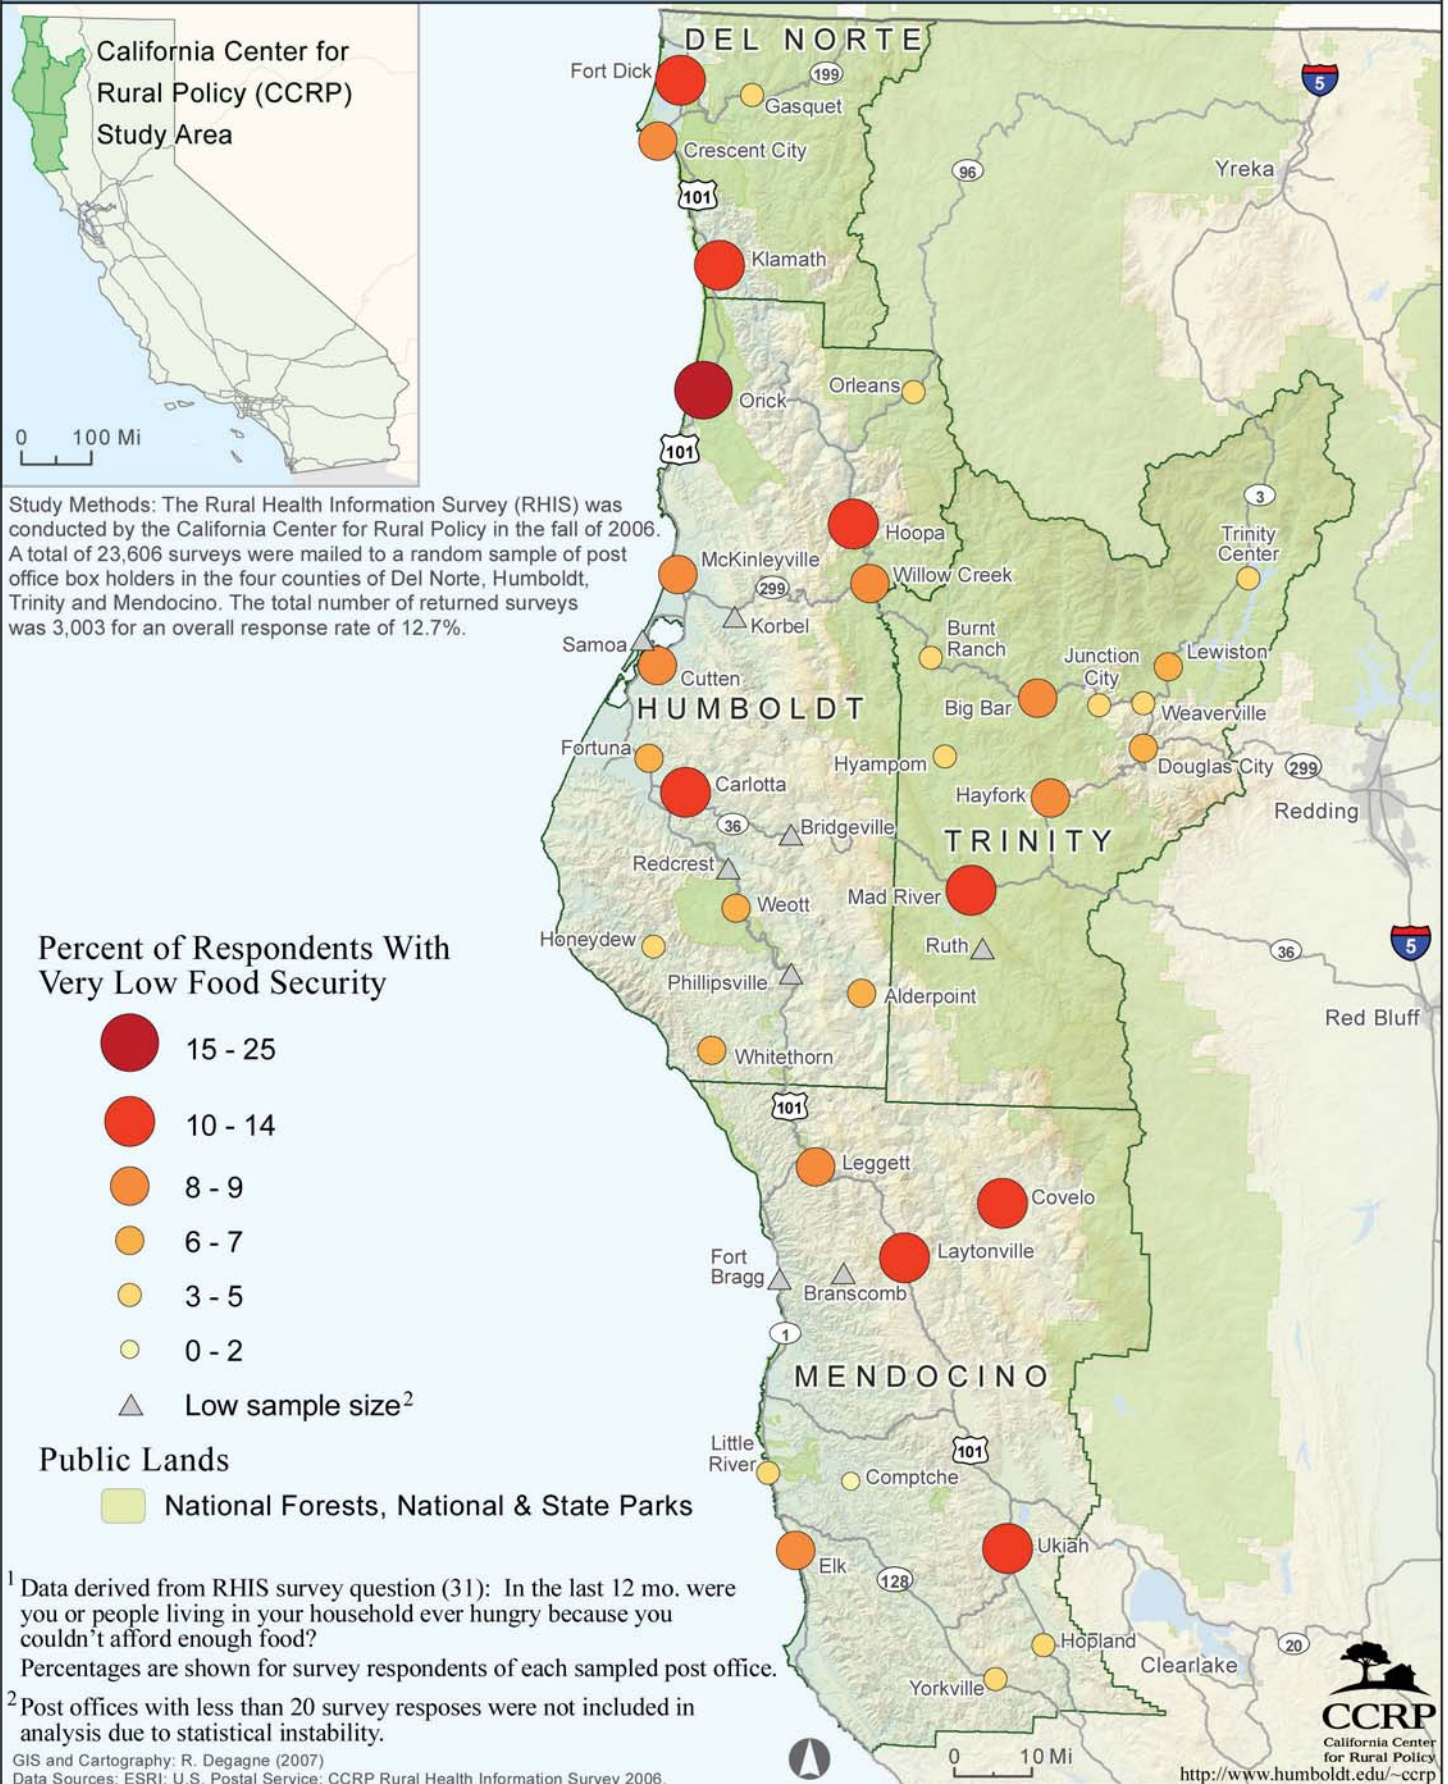 California Center for
Rural Policy (CCRP)
Study Area
0 100 Mi
Study Methods: The Rural Health Information Survey (RHIS) was
conducted by the California Center for Rural Policy in the fall of 2006.
A total of 23,606 surveys were mailed to a random sample of post
office box holders in the four counties of Del Norte, Humboldt,
Trinity and Mendocino. The total number of returned surveys
was 3,003 for an overall response rate of 12.7%.
DEL NORTE
Fort Dick
199
5
Gasquet
Crescent City
96
Yreka
101
Klamath
Orleans
Orick
101
3
Hoopa
Trinity
Center
McKinleyville
Willow Creek
299
Korbel
Burnt
Ranch
Samoa
Junction
City
Lewiston
Cutten
HUMBOLDT
Big Bar
Weaverville
Fortuna
Hyampom
Douglas City
299
Carlotta
Hayfork
Redding
36
Bridgeville
TRINITY
Redcrest
Mad River
Weott
Honeydew
Ruth
36
5
Phillipsville
Alderpoint
Red Bluff
Whitethorn
101
Leggett
Covelo
Laytonville
Fort
Bragg
Branscomb
1
MENDOCINO
Little
River
101
Comptche
Ukiah
Elk
128
Hopland
20
Clearlake
Yorkville
Percent of Respondents With
Very Low Food Security
15 - 25
10 - 14
8 - 9
6 - 7
3 - 5
0 - 2
Low sample size2
Public Lands
National Forests, National & State Parks
1 Data derived from RHIS survey question (31): In the last 12 mo. were
you or people living in your household ever hungry because you
couldn't afford enough food?
Percentages are shown for survey respondents of each sampled post office.
2 Post offices with less than 20 survey resposes were not included in
analysis due to statistical instability.
GIS and Cartography: R. Degagne (2007)
Data Sources: ESRI; U.S. Postal Service; CCRP Rural Health Information Survey 2006.
0 10 Mi
CCRP
California Center
for Rural Policy
http://www.humboldt.edu/~ccrp